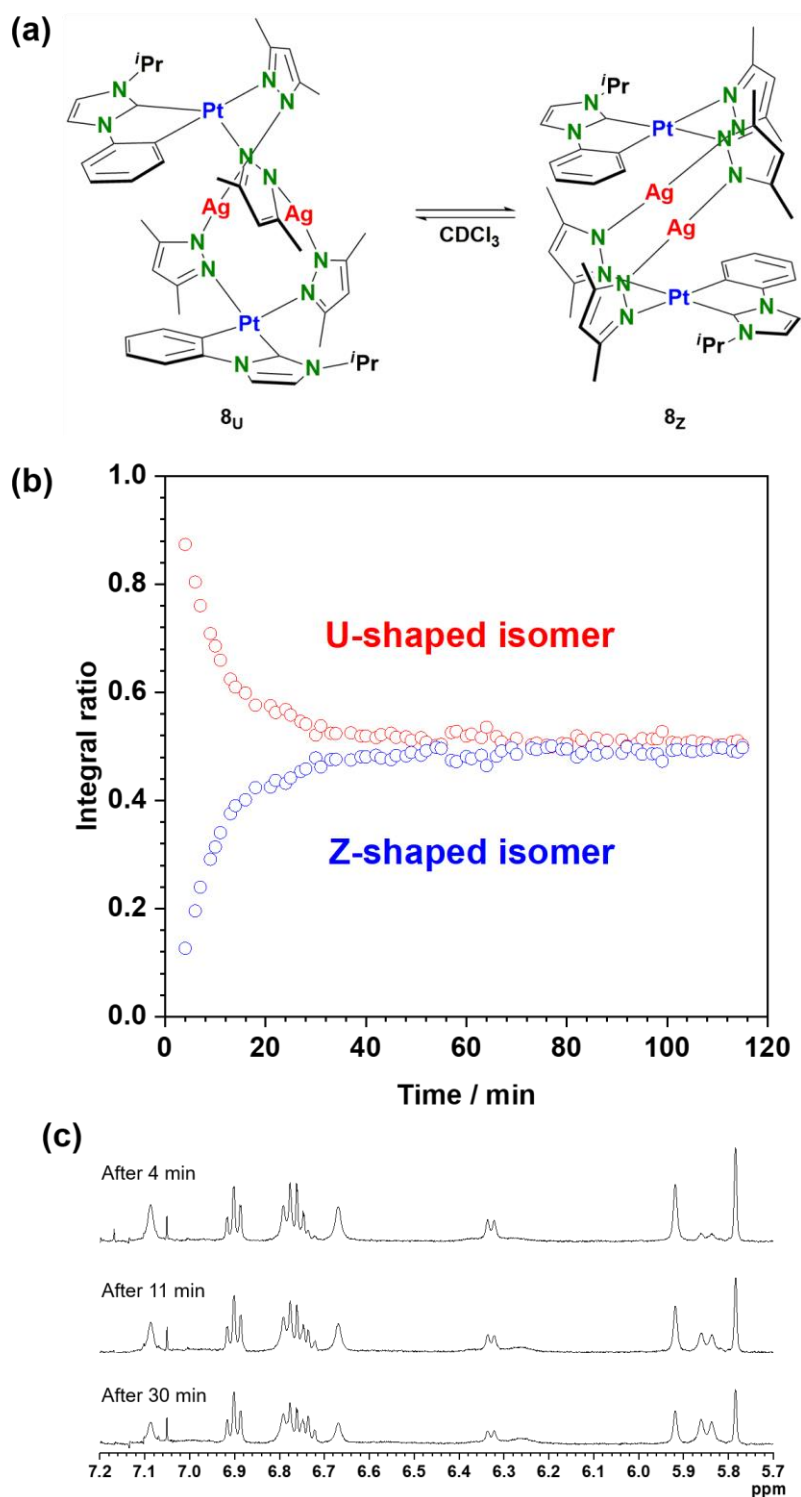 (a)
iPr
N
N
Pt
N
N
N
N
Ag
Ag
N
N
N
N
Pt
N
N
iPr
8U
CDCl3
iPr
N
N
Pt
N
N
N
N
Ag
Ag
N
N
N
N
Pt
N
N
iPr
8Z
(b)
1.0
0.8
0.6
0.4
0.2
0.0
Integral ratio
U-shaped isomer
Z-shaped isomer
0 20 40 60 80 100 120
Time / min
(c)
After 4 min
After 11 min
After 30 min
7.2 7.1 7.0 6.9 6.8 6.7 6.6 6.5 6.4 6.3 6.2 6.1 6.0 5.9 5.8 5.7
ppm